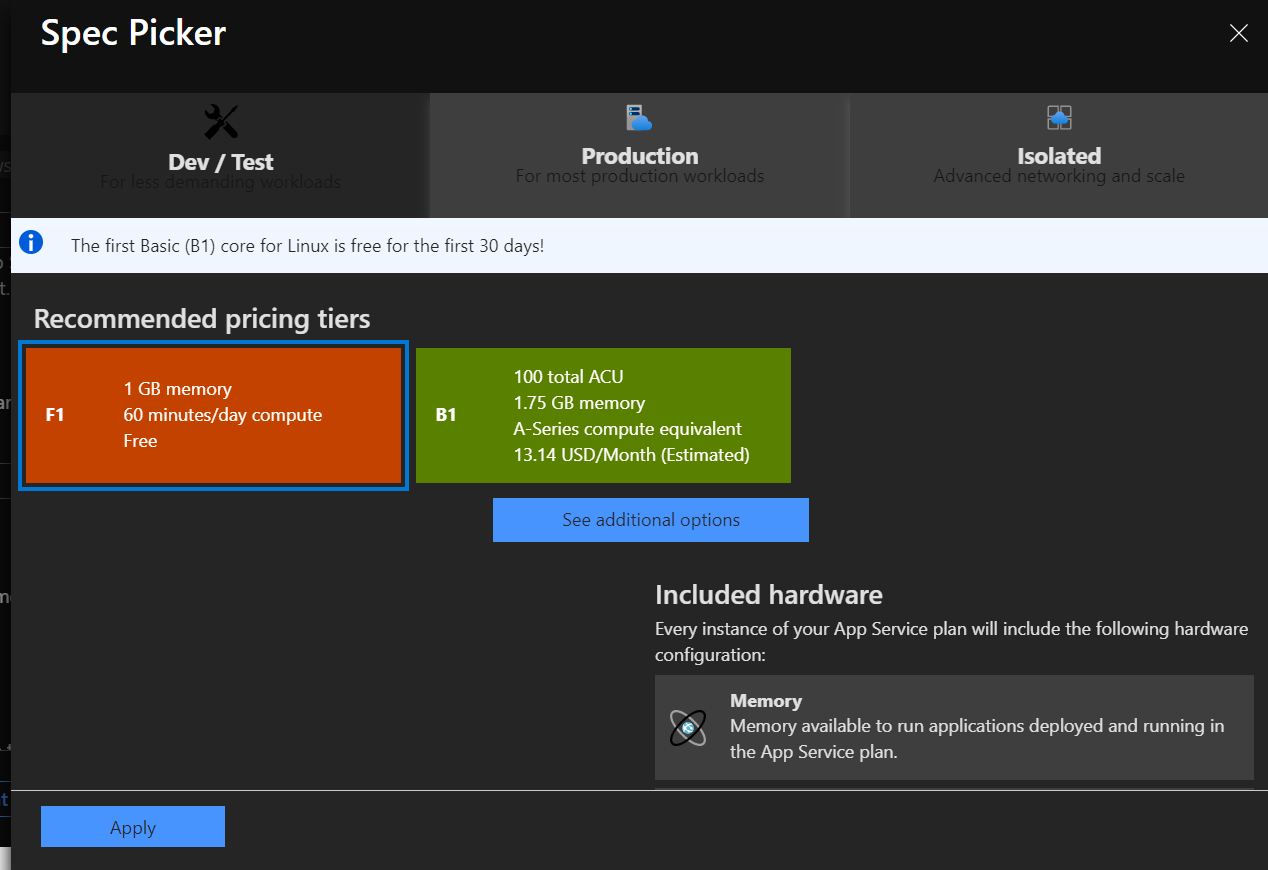 Spec Picker
Dev / Test
For less demanding workloads
Production
For most production workloads
Isolated
Advanced networking and scale
The first Basic (B1) core for Linux is free for the first 30 days!
Recommended pricing tiers
F1
1 GB memory
60 minutes/day compute
Free
B1
100 total ACU
1.75 GB memory
A-Series compute equivalent
13.14 USD/Month (Estimated)
See additional options
Included hardware
Every instance of your App Service plan will include the following hardware
configuration:
Memory
Memory available to run applications deployed and running in
the App Service plan.
Apply